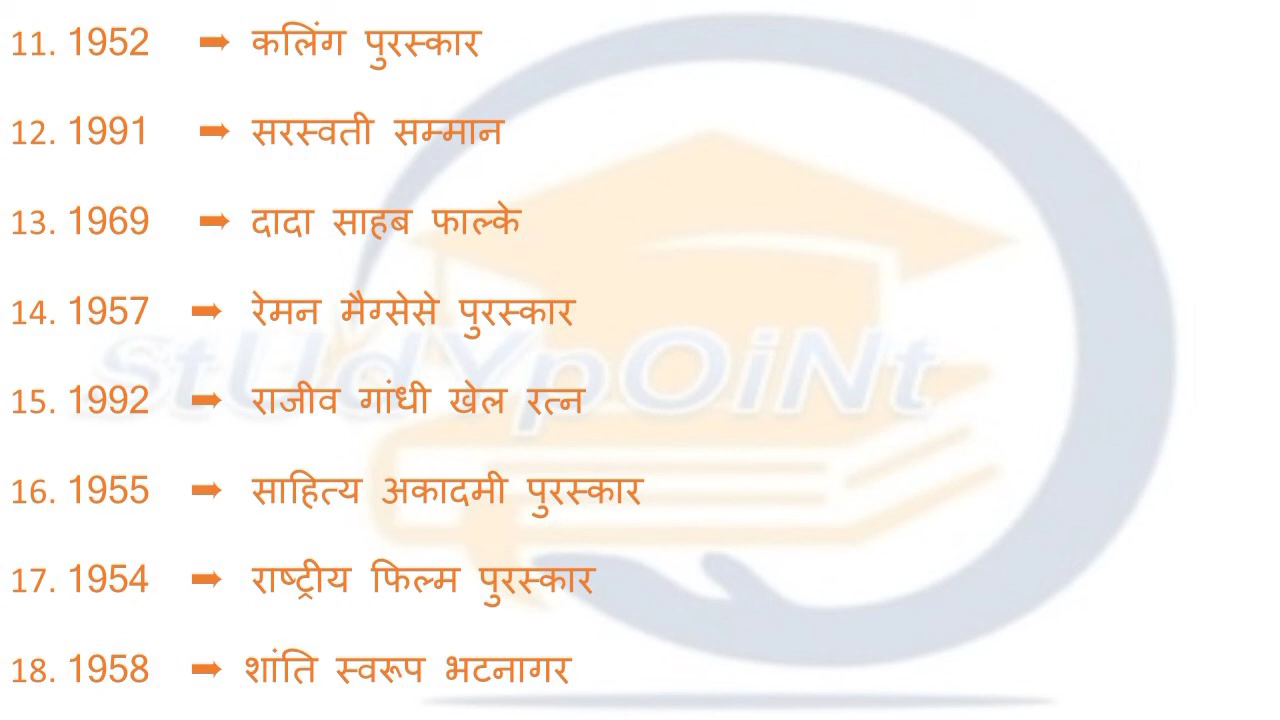 11. 1952 ➡ कलिंग पुरस्कार
12. 1991 ➡ सरस्वती सम्मान
13. 1969 ➡ दादा साहब फाल्के
14. 1957 ➡ रेमन मैग्सेसे पुरस्कार
stUdYpOiNt
15. 1992 ➡ राजीव गांधी खेल रत्न
16. 1955 ➡ साहित्य अकादमी पुरस्कार
17. 1954 ➡ राष्ट्रीय फिल्म पुरस्कार
18. 1958 ➡ शांति स्वरूप भटनागर